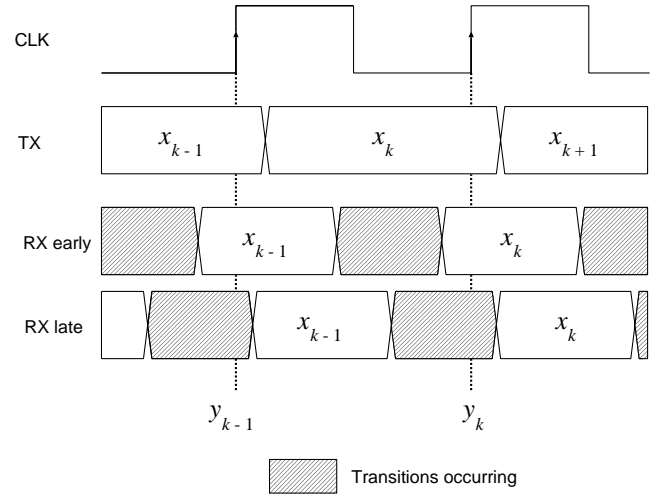 CLK
TX
x k - 1
x k
x k + 1
RX early
x k-1
x k
RX late
x k - 1
x k
y k - 1
y k
Transitions occurring